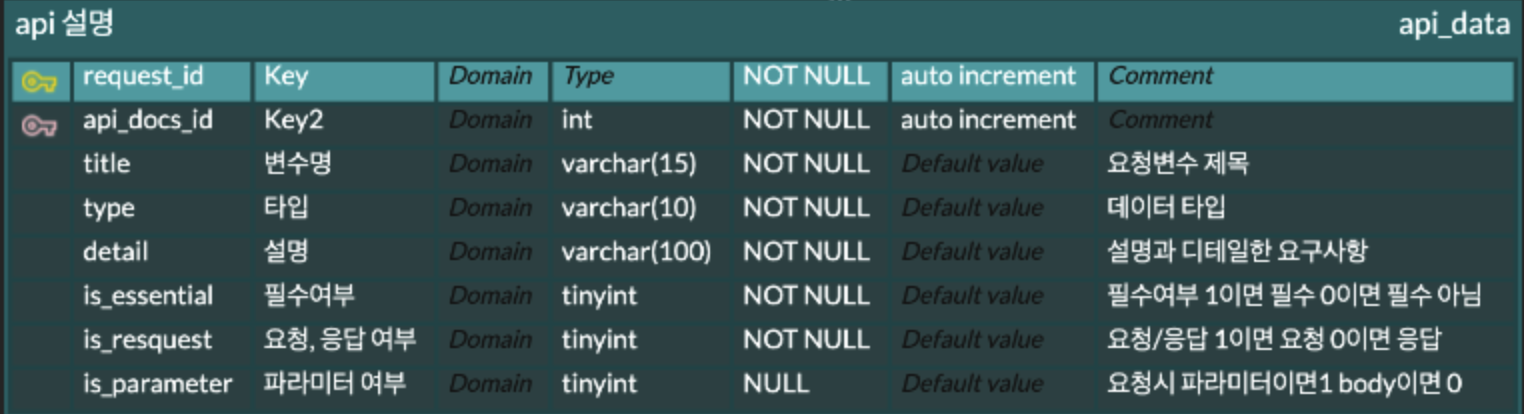 api 설명 api_data
request_id Key Domain Type NOT NULL auto increment Comment
api_docs_id Key2 Domain int NOT NULL auto increment Comment
title 변수명 Domain varchar(15) NOT NULL Default value 요청변수 제목
type 타입 Domain varchar(10) NOT NULL Default value 데이터 타입
detail 설명 Domain varchar(100) NOT NULL Default value 설명과 디테일한 요구사항
is_essential 필수여부 Domain tinyint NOT NULL Default value 필수여부 1이면 필수 0이면 필수 아님
is_resquest 요청, 응답 여부 Domain tinyint NOT NULL Default value 요청/응답 1이면 요청 0이면 응답
is_parameter 파라미터 여부 Domain tinyint NULL Default value 요청시 파라미터이면1 body이면 0